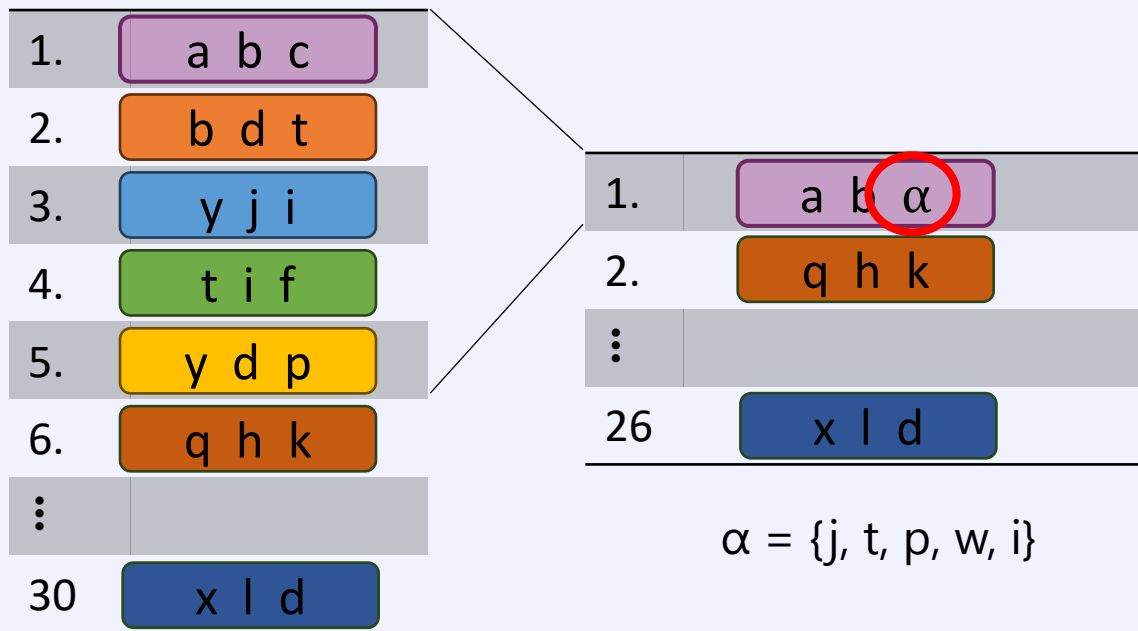 1. a b c
2. b d t
3. y j i
4. t i f
5. y d p
6. q h k
⋮
30 x l d
1. a b α
2. q h k
⋮
26 x l d
α = {j, t, p, w, i}